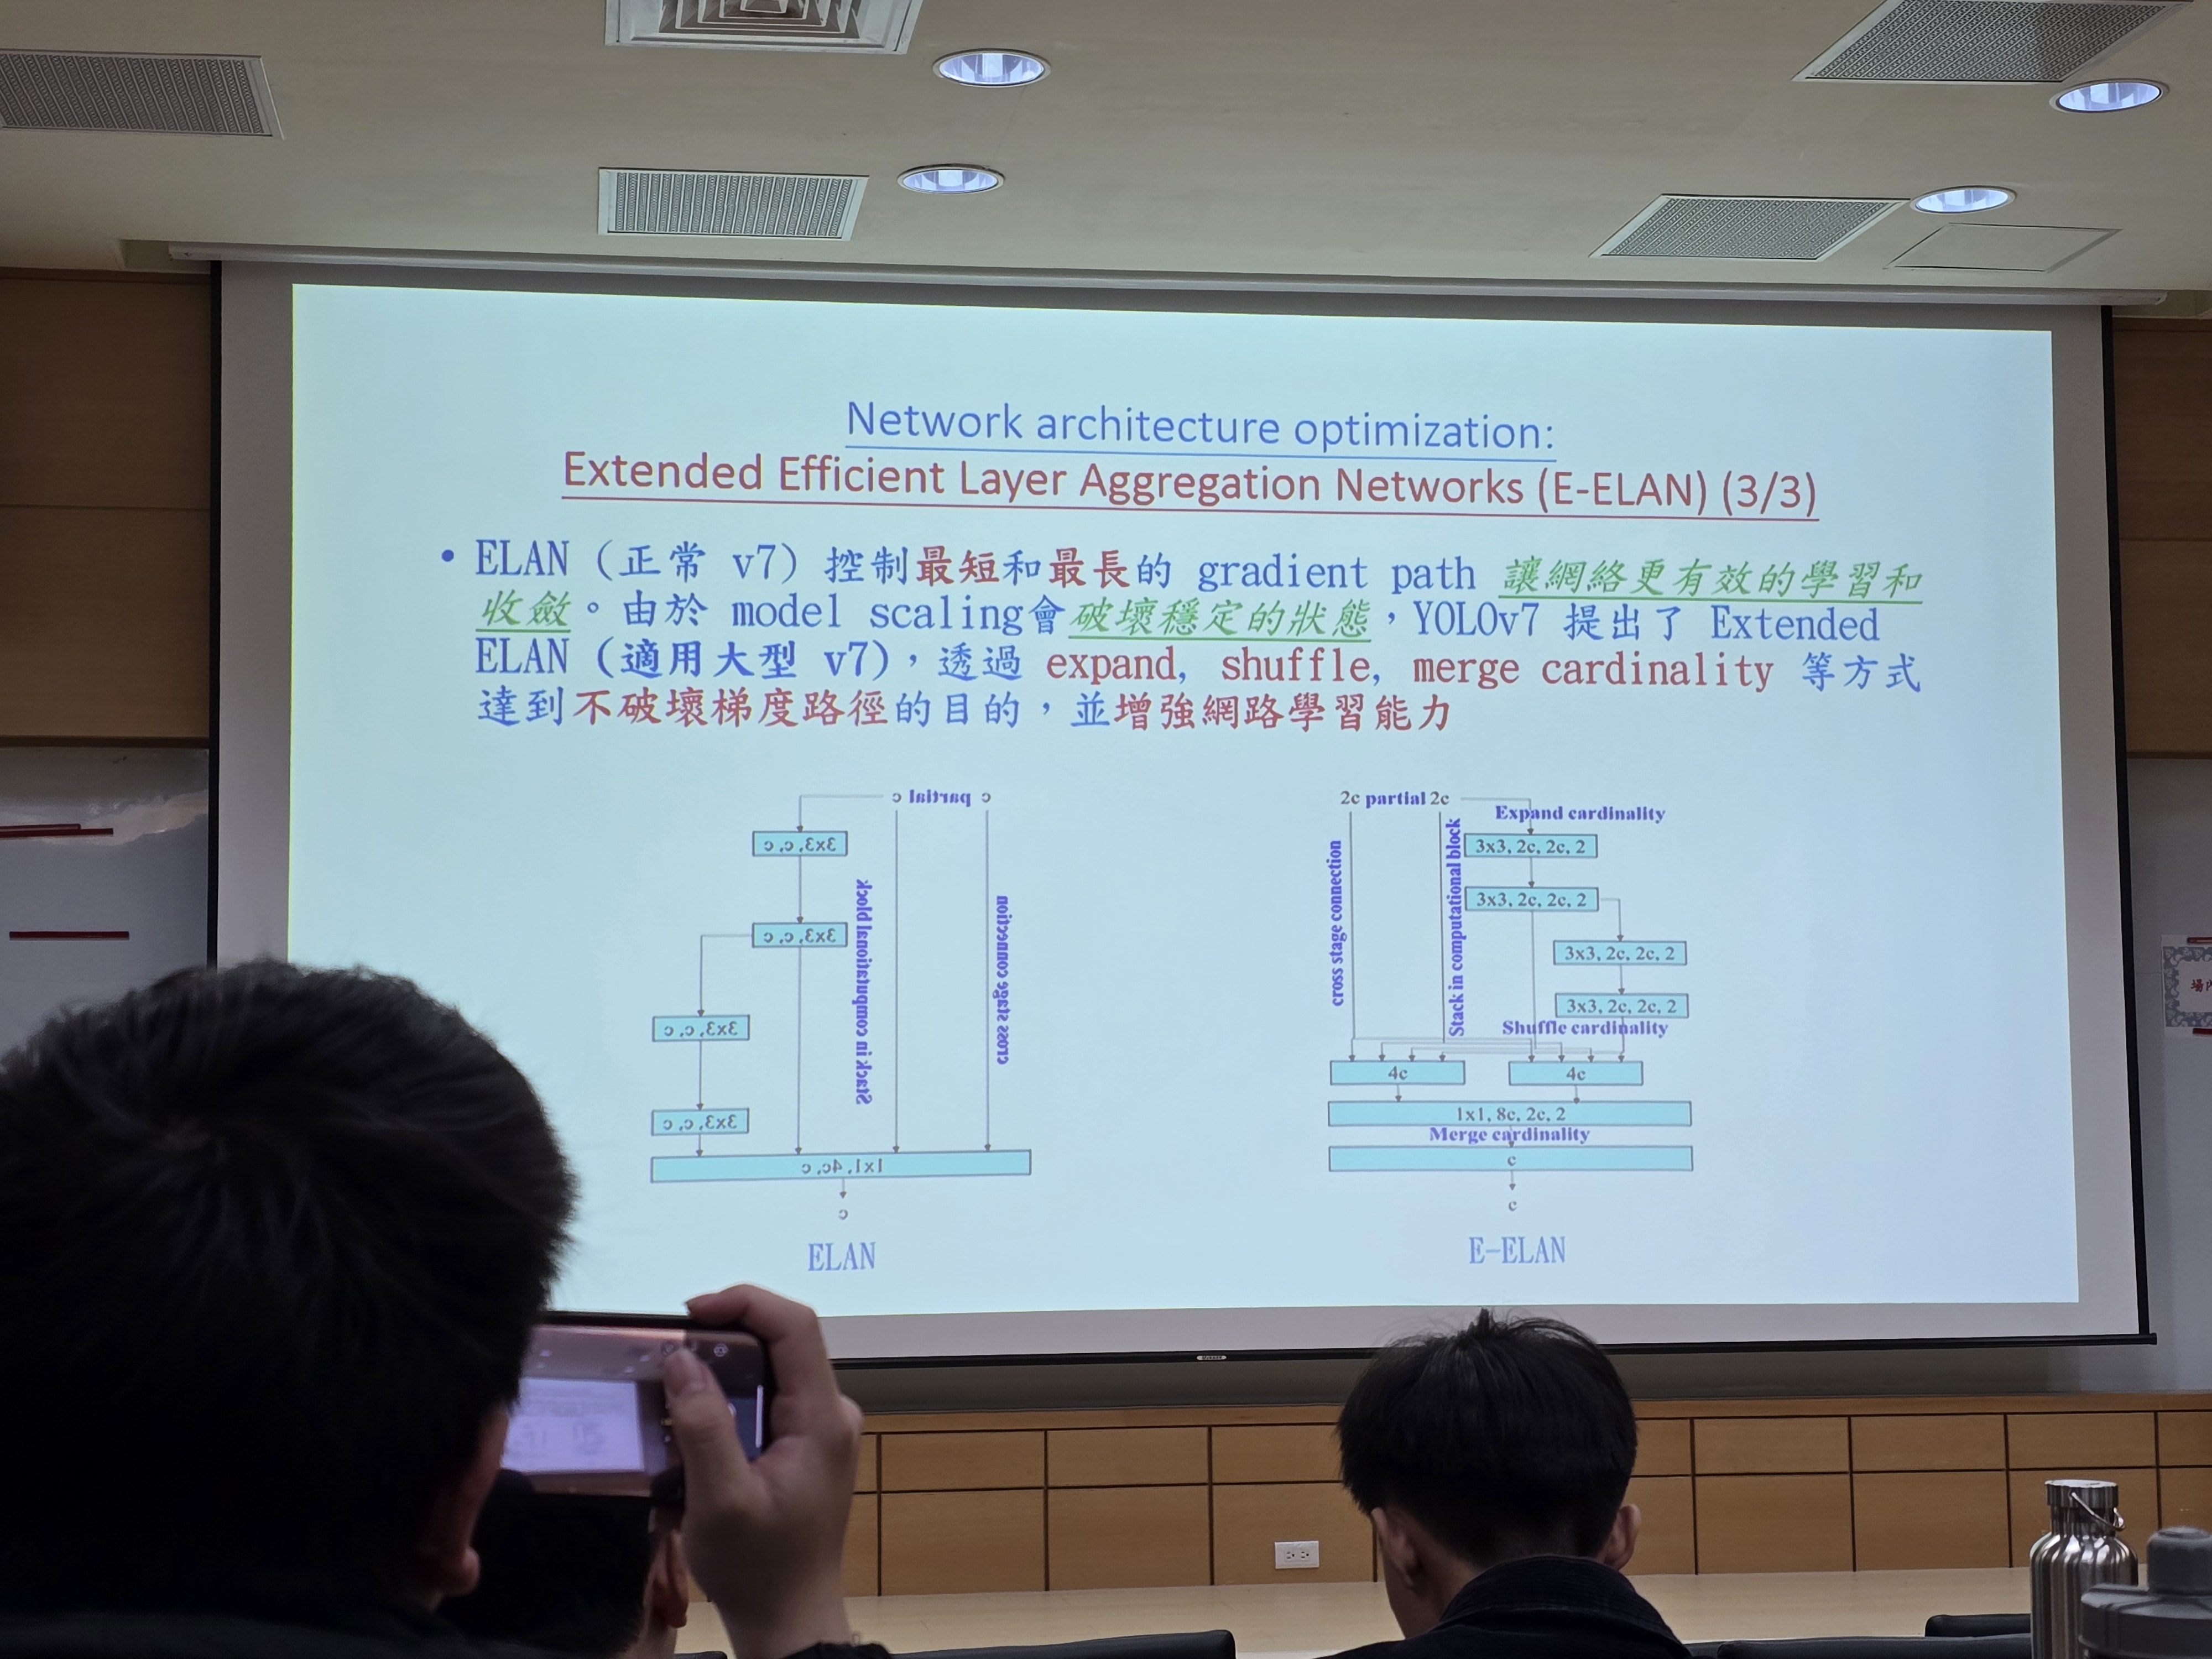 Network architecture optimization:
Extended Efficient Layer Aggregation Networks (E-ELAN) (3/3)
• ELAN (正常 v7) 控制最短和最長的 gradient path 讓網絡更有效的學習和
收斂。由於 model scaling會破壞穩定的狀態，YOLOv7 提出了 Extended
ELAN (適用大型 v7)，透過 expand, shuffle, merge cardinality 等方式
達到不破壞梯度路徑的目的，並增強網路學習能力
c partial c
3x3, c, c
3x3, c, c
3x3, c, c
3x3, c, c
Stack in computational block
cross stage connection
1x1, 4c, c
c
ELAN
2c partial 2c
Expand cardinality
cross stage connection
Stack in computational block
3x3, 2c, 2c, 2
3x3, 2c, 2c, 2
3x3, 2c, 2c, 2
3x3, 2c, 2c, 2
Shuffle cardinality
4c
4c
1x1, 8c, 2c, 2
Merge cardinality
c
c
E-ELAN